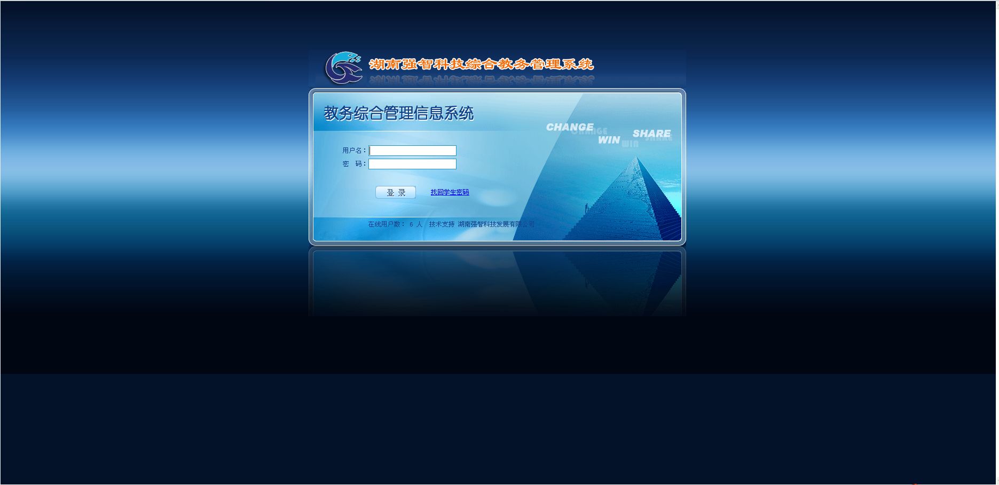 湖南强智科技综合教务管理系统
教务综合管理信息系统
CHANGE
WIN
SHARE
用户名：
密 码：
登 录 找回学生密码
在线用户数： 6 人 技术支持 湖南强智科技发展有限公司